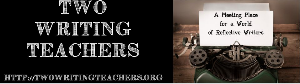 TWO
WRITING
TEACHERS
HTTP://TWOWRITINGTEACHERS.ORG
A Meeting Place
for a World
of Reflective Writers